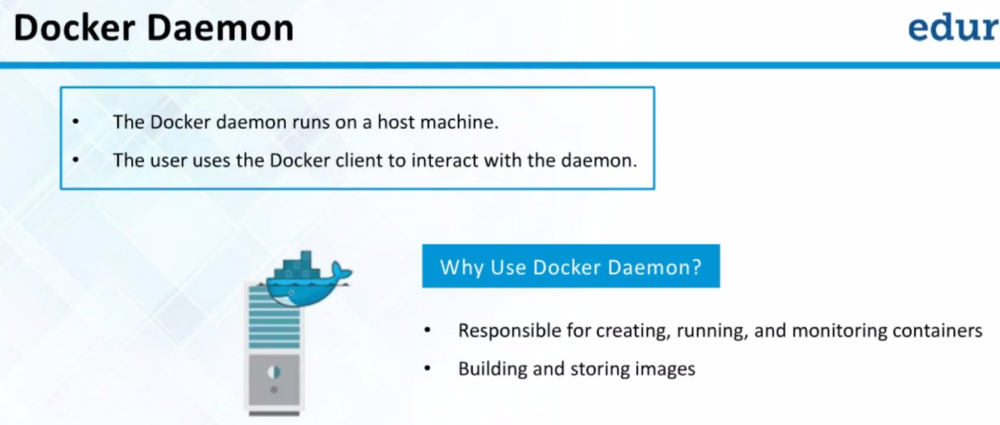 Docker Daemon
edur
• The Docker daemon runs on a host machine.
• The user uses the Docker client to interact with the daemon.
Why Use Docker Daemon?
• Responsible for creating, running, and monitoring containers
• Building and storing images